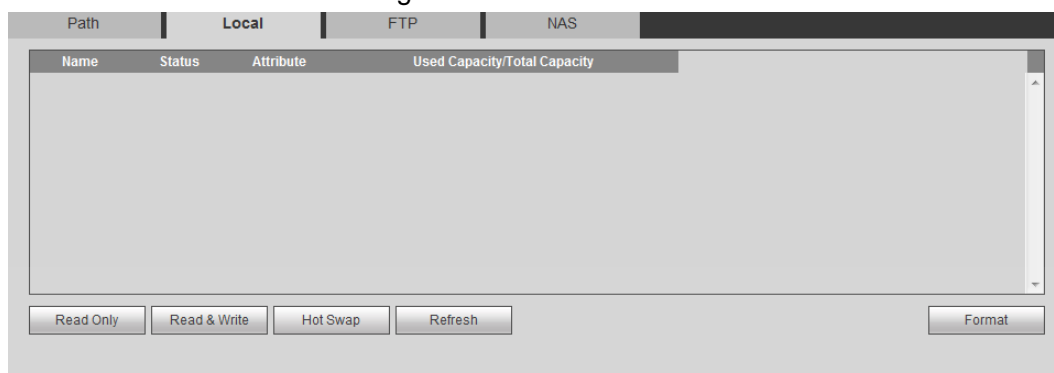 Path Local FTP NAS
Name Status Attribute Used Capacity/Total Capacity
Read Only Read & Write Hot Swap Refresh Format